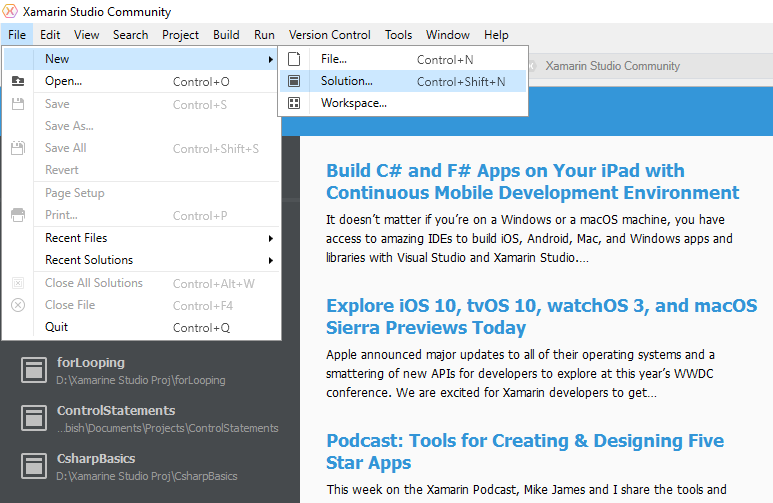 Xamarin Studio Community
File Edit View Search Project Build Run Version Control Tools Window Help
New
Open... Control+O
Save Control+S
Save As...
Save All Control+Shift+S
Revert
Page Setup
Print... Control+P
Recent Files
Recent Solutions
Close All Solutions Control+Alt+W
Close File Control+F4
Quit Control+Q
File... Control+N
Solution... Control+Shift+N
Workspace...
Xamarin Studio Community
forLooping
D:\Xamarine Studio Proj\forLooping
ControlStatements
...bish\Documents\Projects\ControlStatements
CsharpBasics
D:\Xamarine Studio Proj\CsharpBasics
Build C# and F# Apps on Your iPad with
Continuous Mobile Development Environment
It doesn’t matter if you’re on a Windows or a macOS machine, you have
access to amazing IDEs to build iOS, Android, Mac, and Windows apps and
libraries with Visual Studio and Xamarin Studio....
Explore iOS 10, tvOS 10, watchOS 3, and macOS
Sierra Previews Today
Apple announced major updates to all of their operating systems and a
smattering of new APIs for developers to explore at this year’s WWDC
conference. We are excited for Xamarin developers to get...
Podcast: Tools for Creating & Designing Five
Star Apps
This week on the Xamarin Podcast, Mike James and I share the tools and